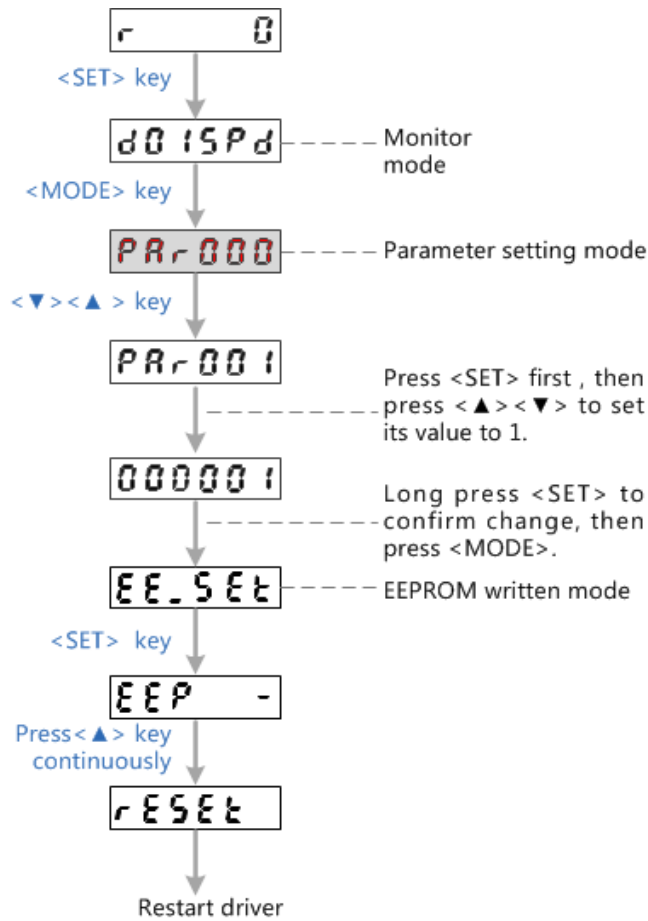 r 0
<SET> key
d01SPd
Monitor
mode
<MODE> key
PAr000
Parameter setting mode
<▼><▲ > key
PAr001
Press <SET> first , then
press <▲><▼> to set
its value to 1.
000001
Long press <SET> to
confirm change, then
press <MODE>.
EE_SEt
EEPROM written mode
<SET> key
EEP -
Press<▲> key
continuously
rESEt
Restart driver